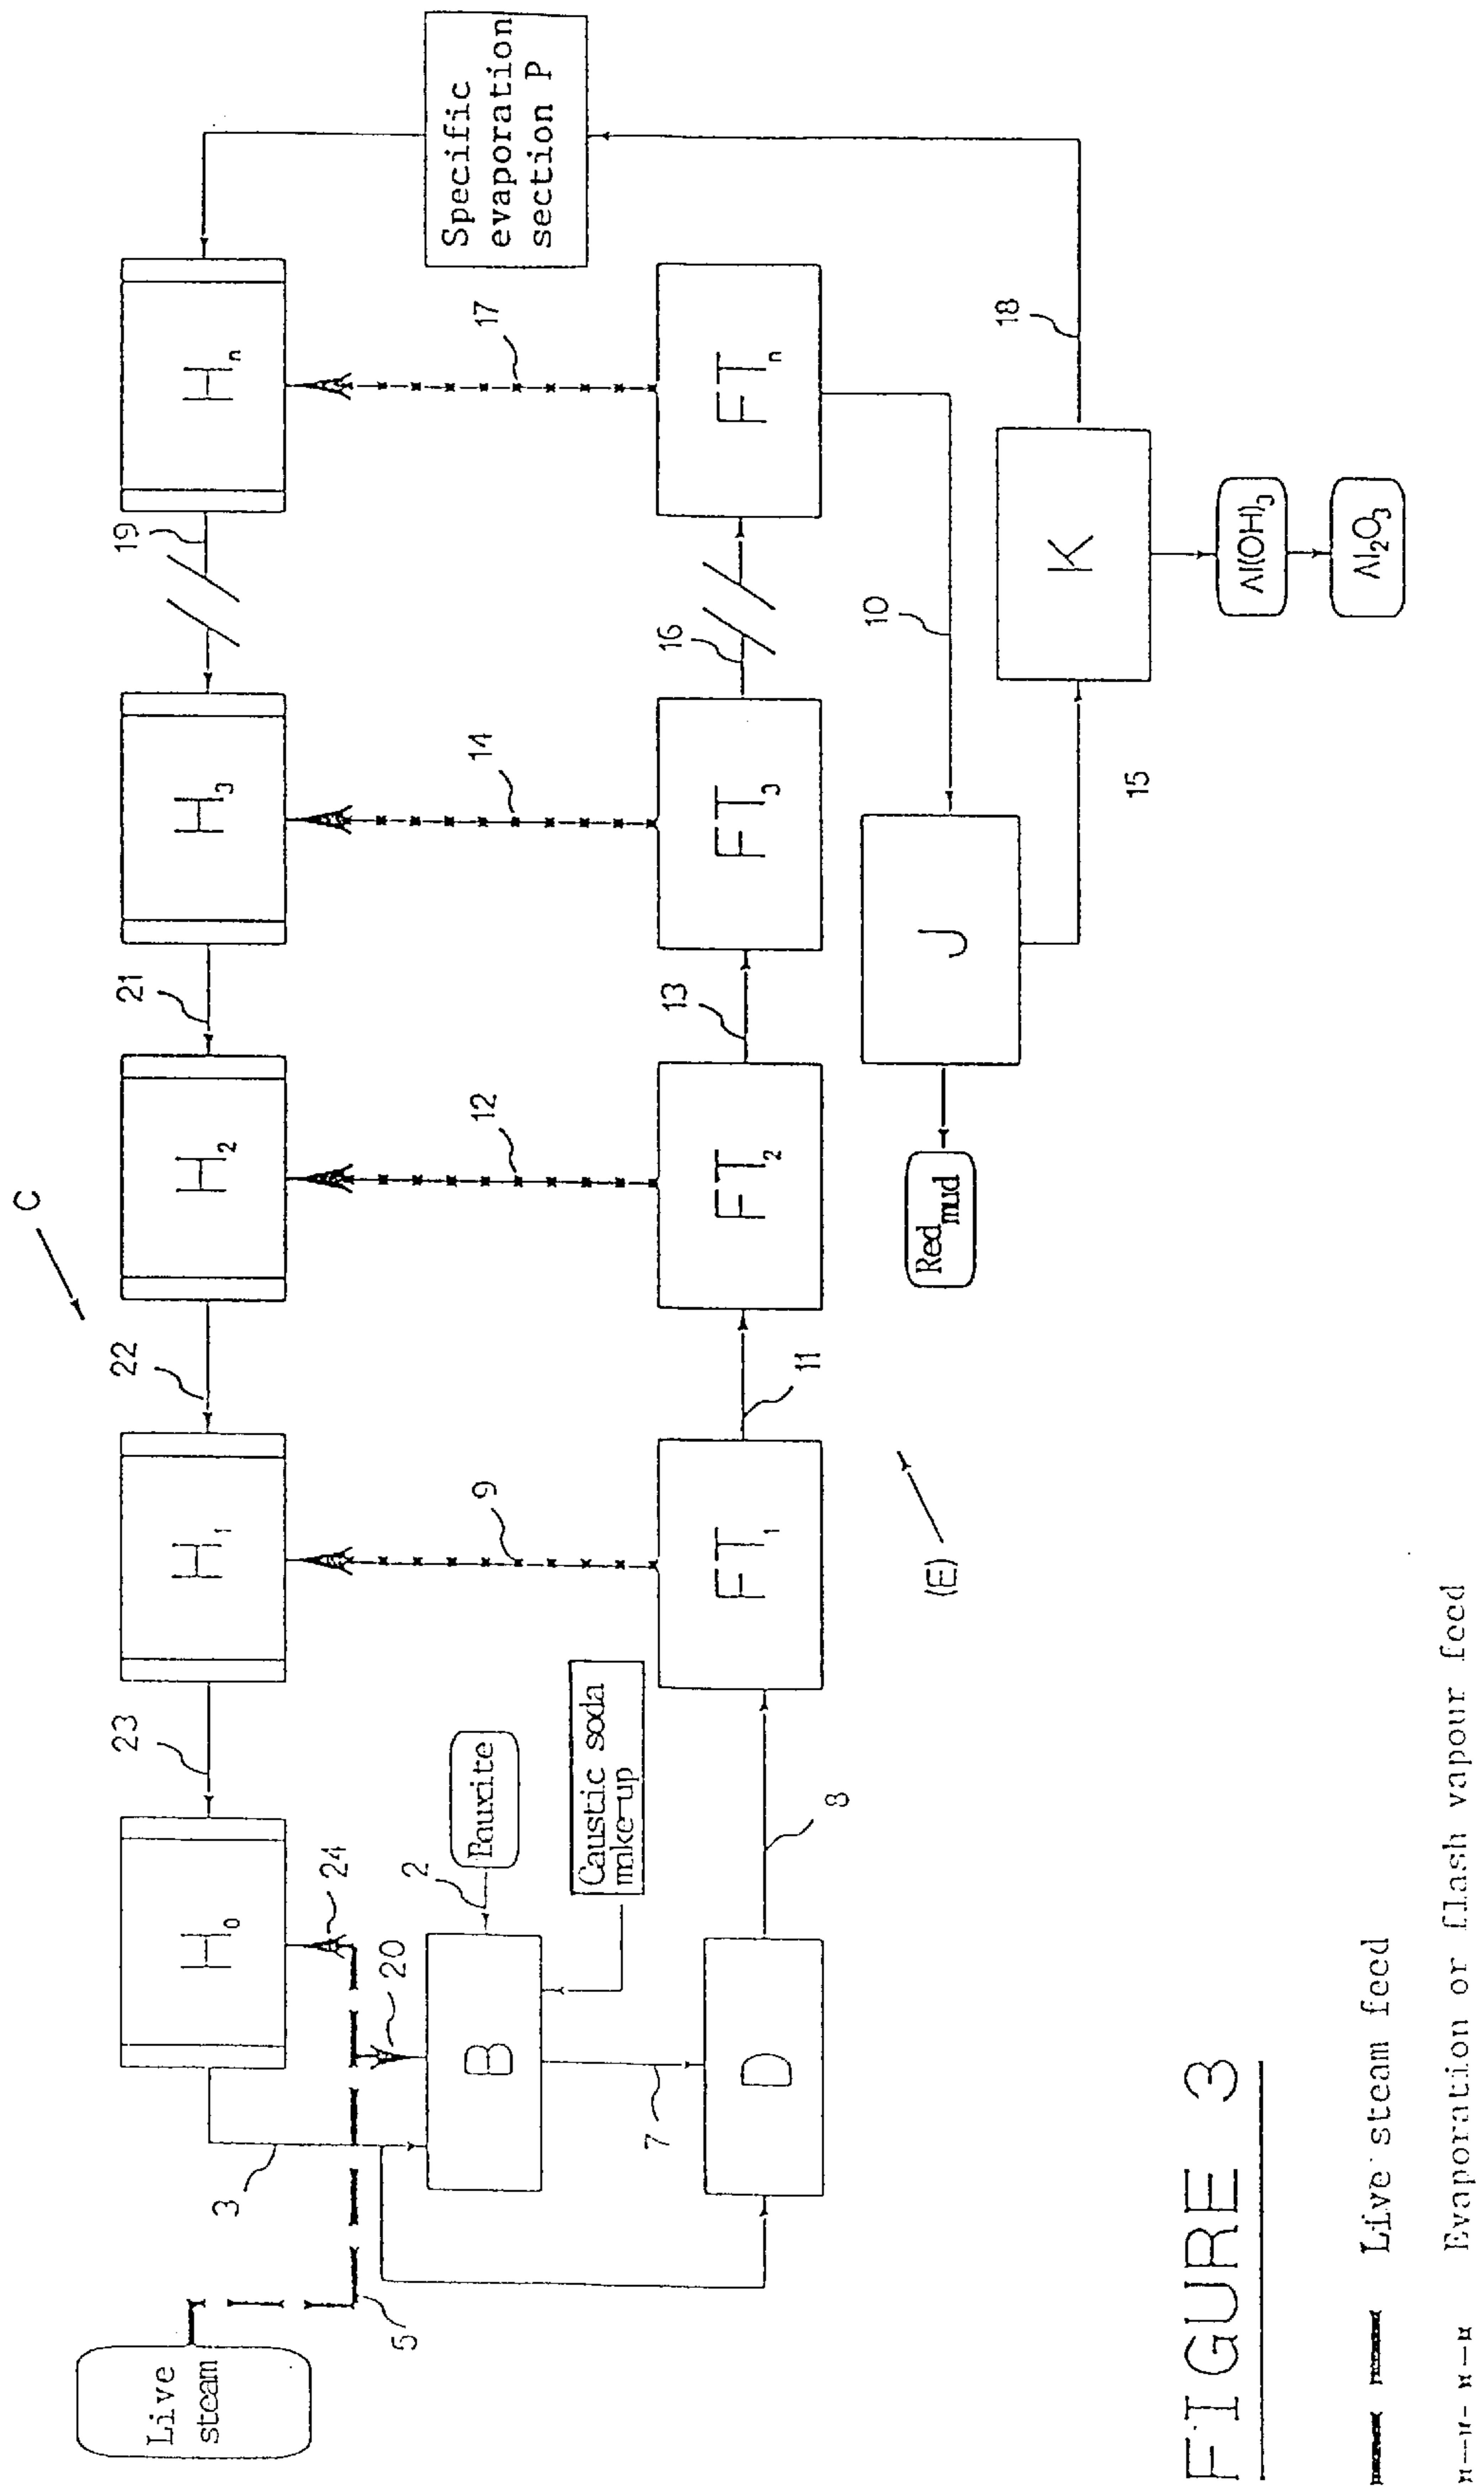 C
(E)
Live
steam
5
3
H0
24
20
23
H1
22
H2
21
H3
19
Hn
Specific
evaporation
section P
B
2
Bauxite
Caustic soda
make-up
7
D
8
9
12
14
17
FT1
11
FT2
13
FT3
16
FTn
10
18
J
Red mud
15
K
Al(OH)3
Al2O3
FIGURE 3
Live steam feed
Evaporation or flash vapour feed